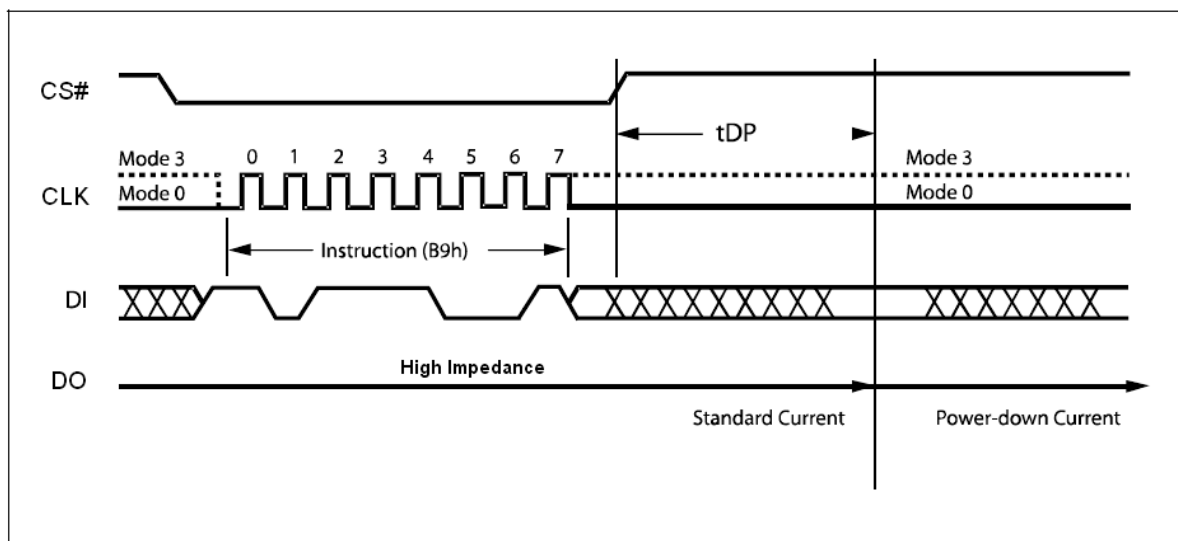 CS#
tDP
Mode 3
0 1 2 3 4 5 6 7
Mode 3
CLK
Mode 0
Mode 0
Instruction (B9h)
DI
High Impedance
DO
Standard Current
Power-down Current